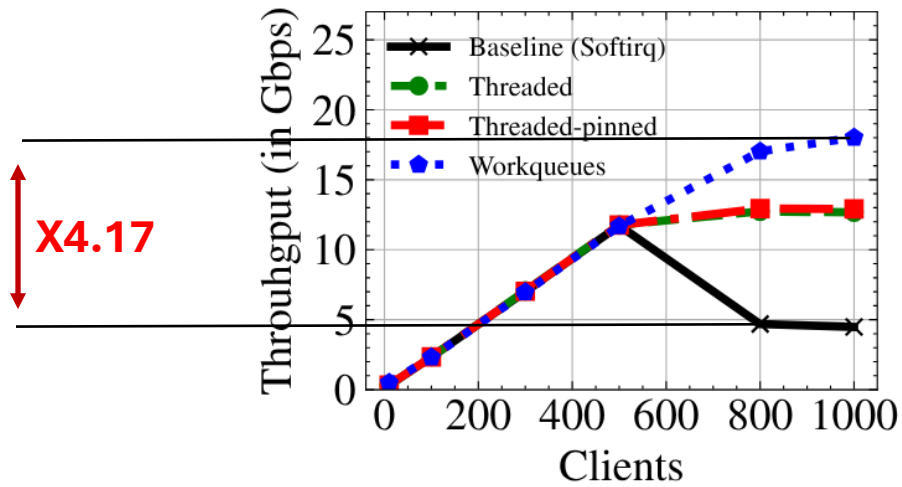 Throuhgput (in Gbps)
25
20
15
10
5
0
Baseline (Softirq)
Threaded
Threaded-pinned
Workqueues
X4.17
0 200 400 600 800 1000
Clients